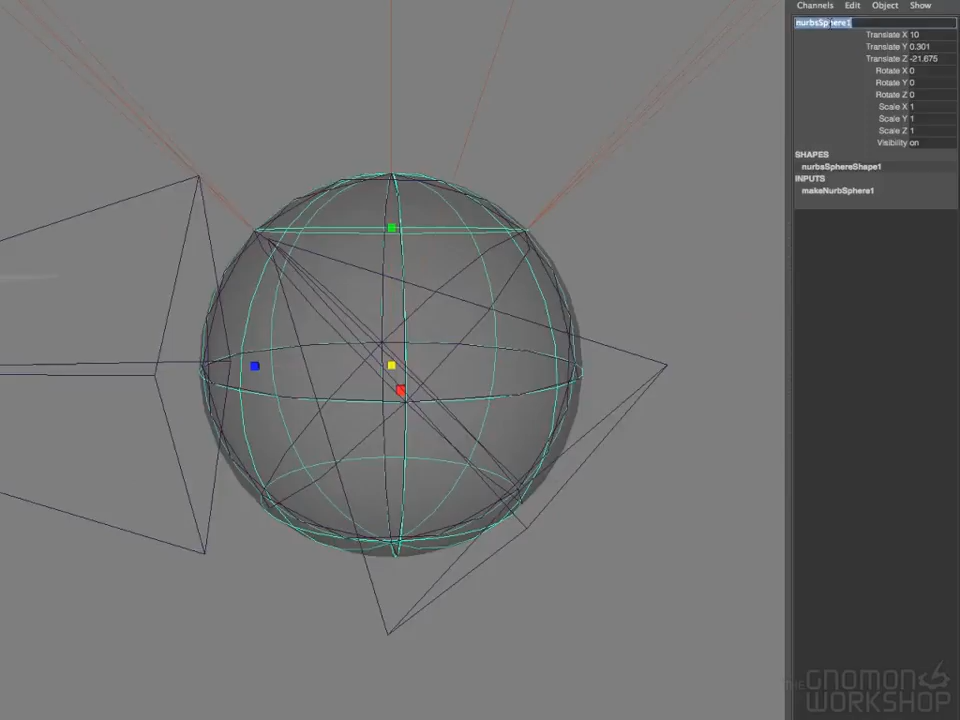 Channels Edit Object Show
nurbsSphere1
Translate X 10
Translate Y 0.301
Translate Z -21.675
Rotate X 0
Rotate Y 0
Rotate Z 0
Scale X 1
Scale Y 1
Scale Z 1
Visibility on
SHAPES
nurbsSphereShape1
INPUTS
makeNurbSphere1
THE GNOMON
WORKSHOP